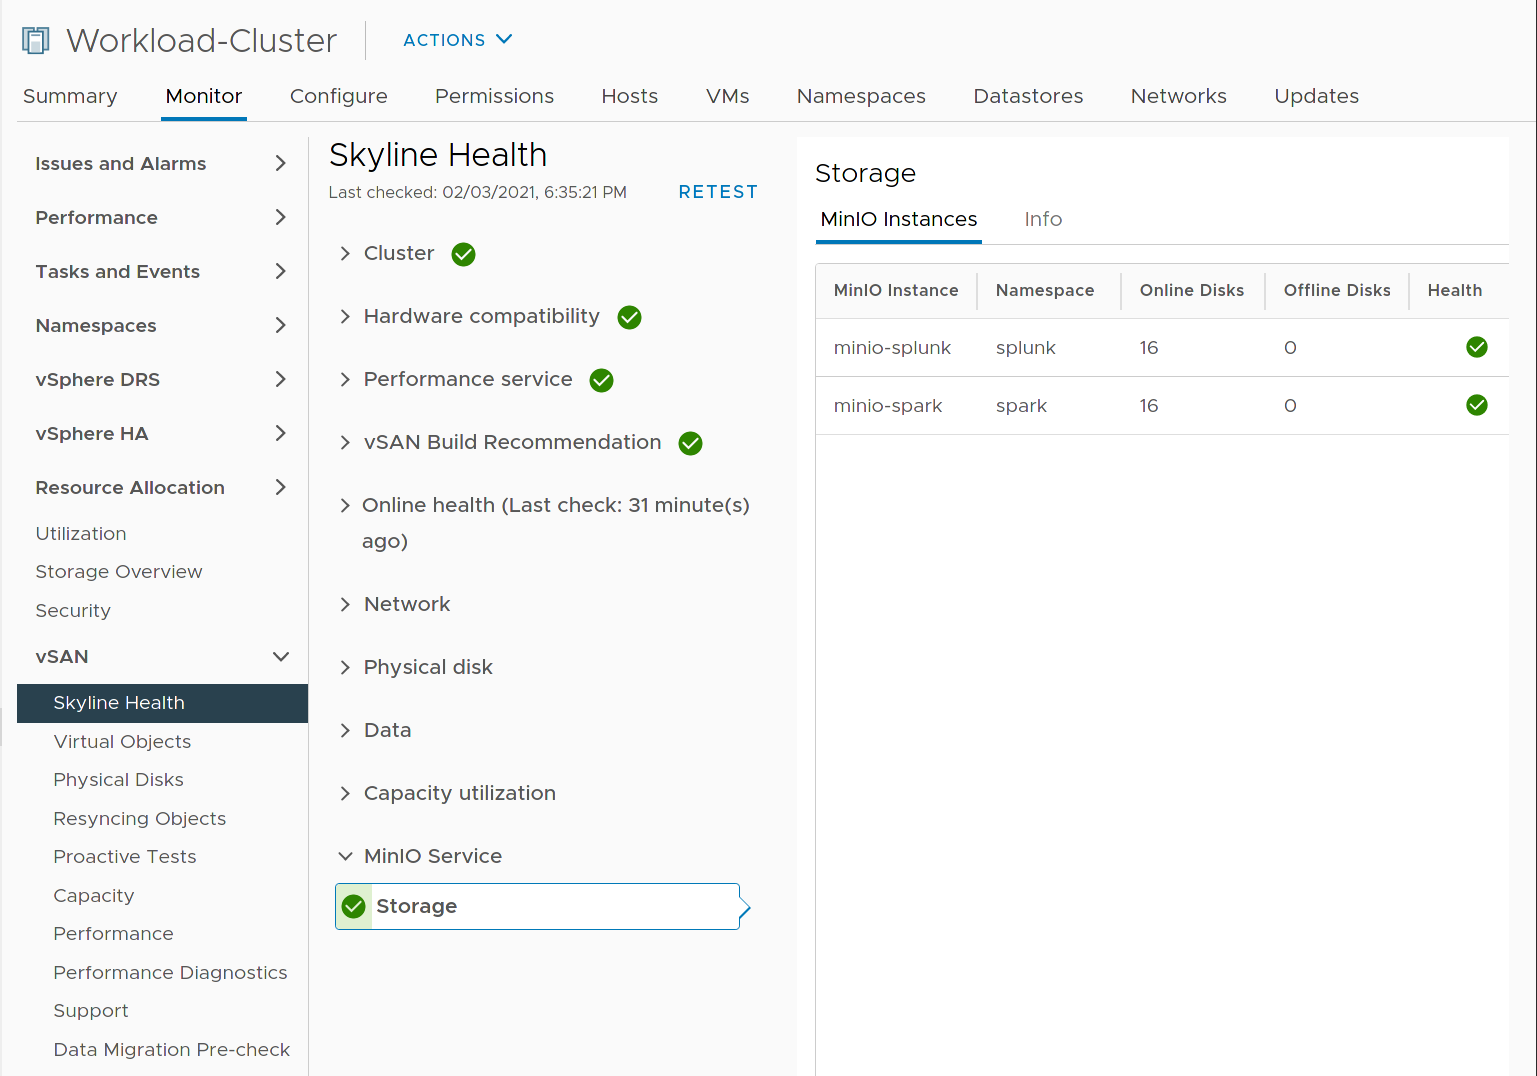 Workload-Cluster
ACTIONS
Summary
Monitor
Configure
Permissions
Hosts
VMs
Namespaces
Datastores
Networks
Updates
Issues and Alarms
Performance
Tasks and Events
Namespaces
vSphere DRS
vSphere HA
Resource Allocation
Utilization
Storage Overview
Security
vSAN
Skyline Health
Virtual Objects
Physical Disks
Resyncing Objects
Proactive Tests
Capacity
Performance
Performance Diagnostics
Support
Data Migration Pre-check
Skyline Health
Last checked: 02/03/2021, 6:35:21 PM
RETEST
Cluster
Hardware compatibility
Performance service
vSAN Build Recommendation
Online health (Last check: 31 minute(s)
ago)
Network
Physical disk
Data
Capacity utilization
MinIO Service
Storage
Storage
MinIO Instances
Info
MinIO Instance Namespace Online Disks Offline Disks Health
minio-splunk splunk 16 0
minio-spark spark 16 0